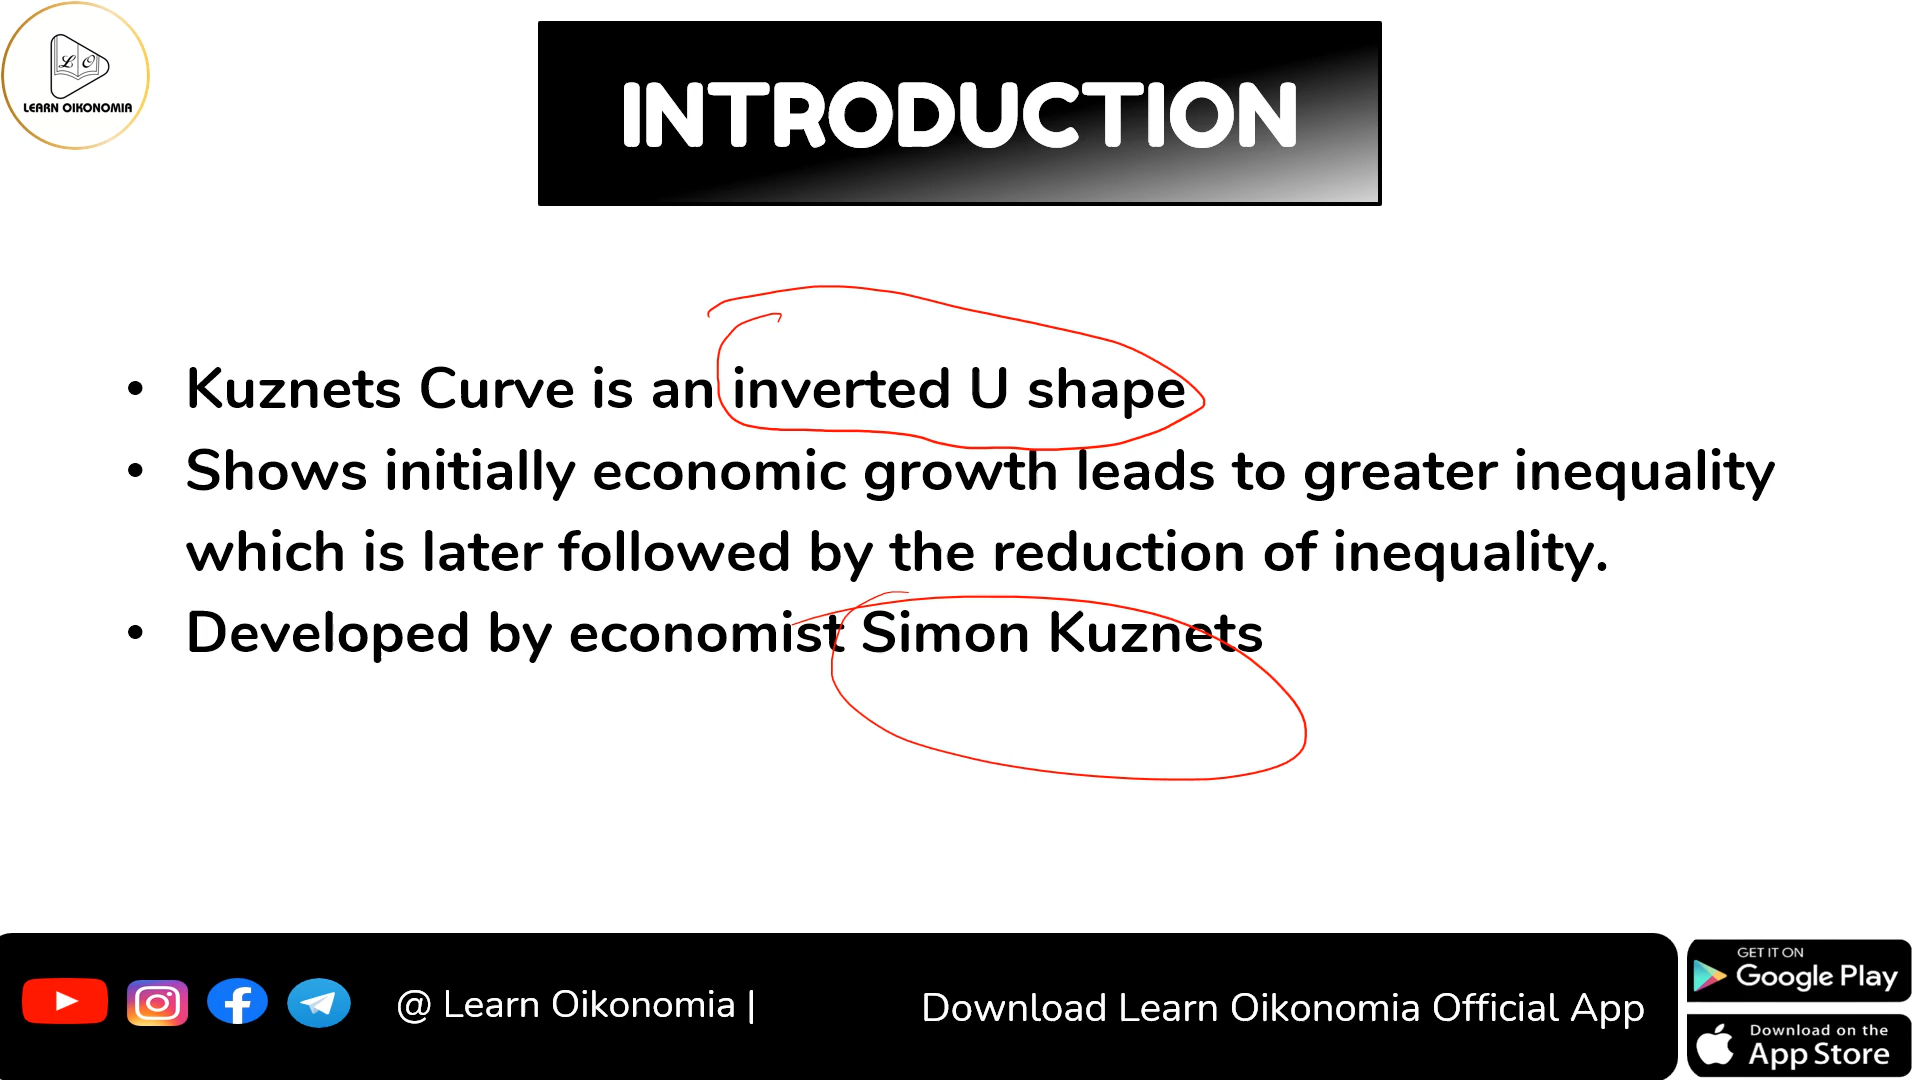 L O
LEARN OIKONOMIA
INTRODUCTION
• Kuznets Curve is an inverted U shape
• Shows initially economic growth leads to greater inequality
which is later followed by the reduction of inequality.
• Developed by economist Simon Kuznets
@ Learn Oikonomia |
Download Learn Oikonomia Official App
GET IT ON
Google Play
Download on the
App Store